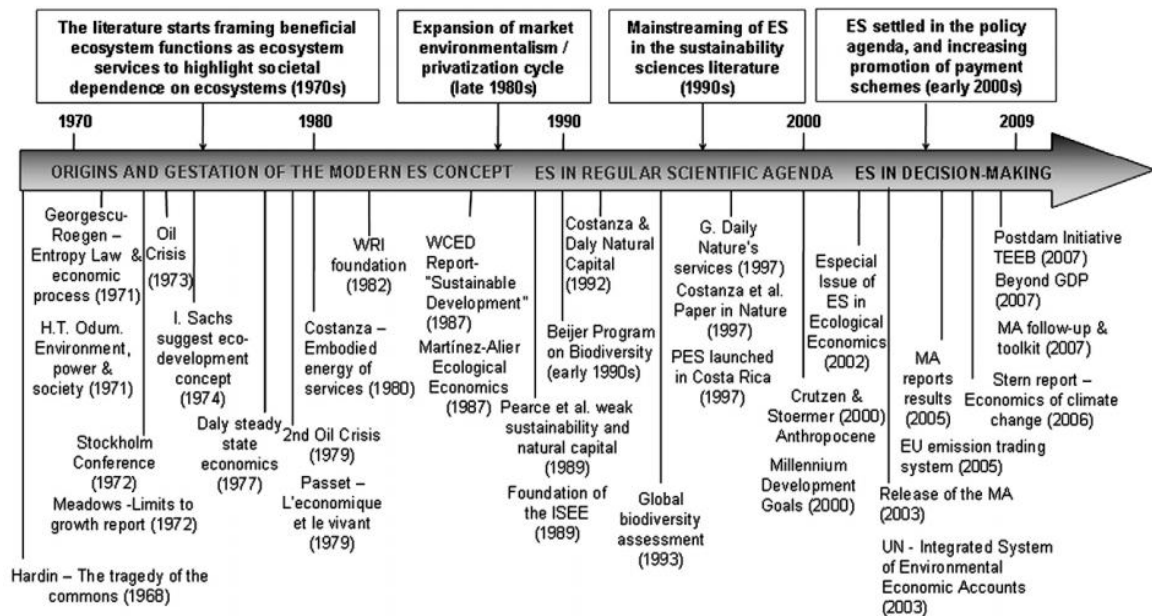 The literature starts framing beneficial
ecosystem functions as ecosystem
services to highlight societal
dependence on ecosystems (1970s)
Expansion of market
environmentalism /
privatization cycle
(late 1980s)
Mainstreaming of ES
in the sustainability
sciences literature
(1990s)
ES settled in the policy
agenda, and increasing
promotion of payment
schemes (early 2000s)
1970
1980
1990
2000
2009
ORIGINS AND GESTATION OF THE MODERN ES CONCEPT
ES IN REGULAR SCIENTIFIC AGENDA
ES IN DECISION-MAKING
Georgescu-
Roegen –
Entropy Law &
economic
process (1971)
H.T. Odum.
Environment,
power &
society
(1971)
Oil
Crisis
(1973)
I. Sachs
suggest eco-
development
concept
(1974)
Stockholm
Conference
(1972)
Meadows -Limits to
growth report (1972)
Hardin – The tragedy of the
commons (1968)
Daly steady
state
economics
(1977)
WRI
foundation
(1982)
Costanza –
Embodied
energy of
services (1980)
2nd Oil Crisis
(1979)
Passet –
L'economique
et le vivant
(1979)
WCED
Report-
"Sustainable
Development"
(1987)
Martínez-Alier
Ecological
Economics
(1987)
Costanza &
Daly Natural
Capital
(1992)
Beijer Program
on Biodiversity
(early 1990s)
Pearce et al. weak
sustainability and
natural capital
(1989)
Foundation of
the ISEE
(1989)
Global
biodiversity
assessment
(1993)
G. Daily
Nature's
services (1997)
Costanza et al.
Paper in Nature
(1997)
PES launched
in Costa Rica
(1997)
Especial
Issue of
ES in
Ecological
Economics
(2002)
Crutzen &
Stoermer (2000)
Anthropocene
Millennium
Development
Goals (2000)
MA
reports
results
(2005)
EU emission trading
system (2005)
Release of the MA
(2003)
UN - Integrated System
of Environmental
Economic Accounts
(2003)
Postdam Initiative
TEEB (2007)
Beyond GDP
(2007)
MA follow-up &
toolkit (2007)
Stern report –
Economics of climate
change (2006)